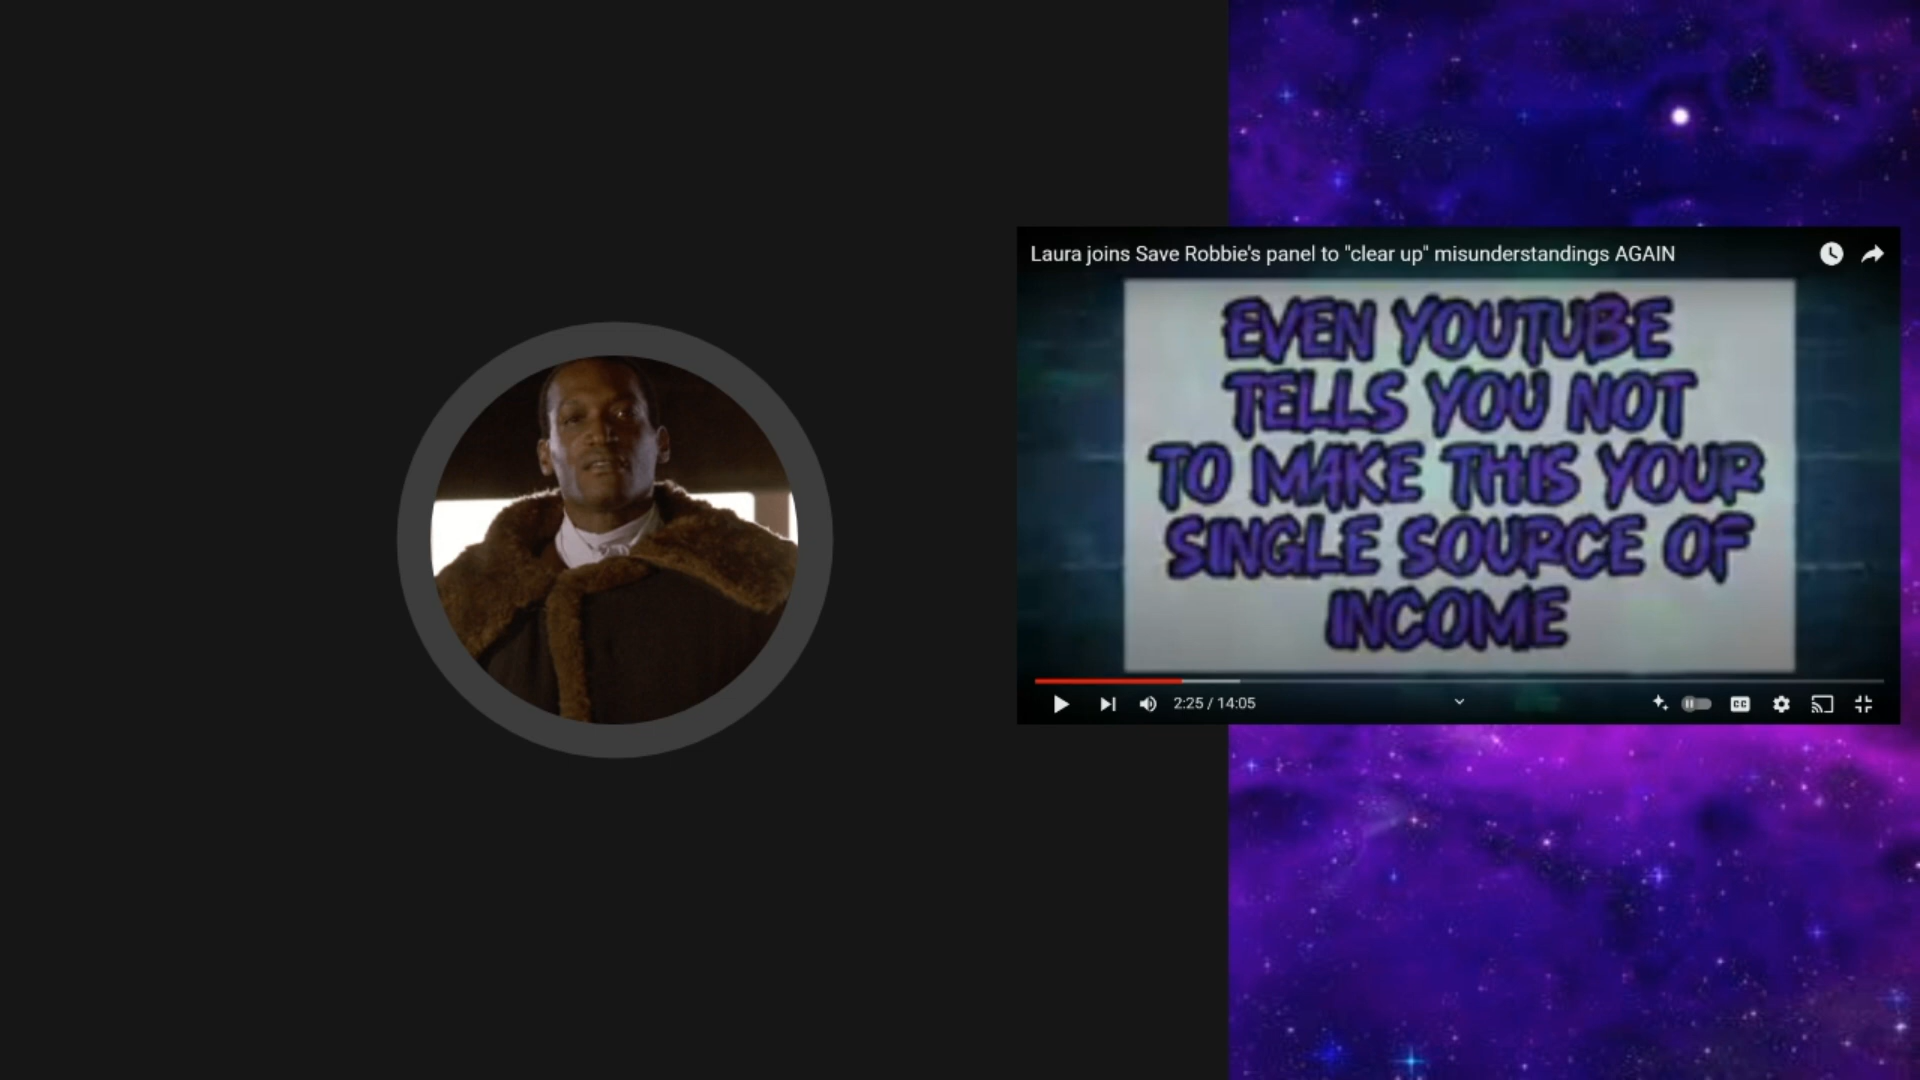 Laura joins Save Robbie's panel to "clear up" misunderstandings AGAIN
EVEN YOUTUBE
TELLS YOU NOT
TO MAKE THIS YOUR
SINGLE SOURCE OF
INCOME
2:25 / 14:05
CC